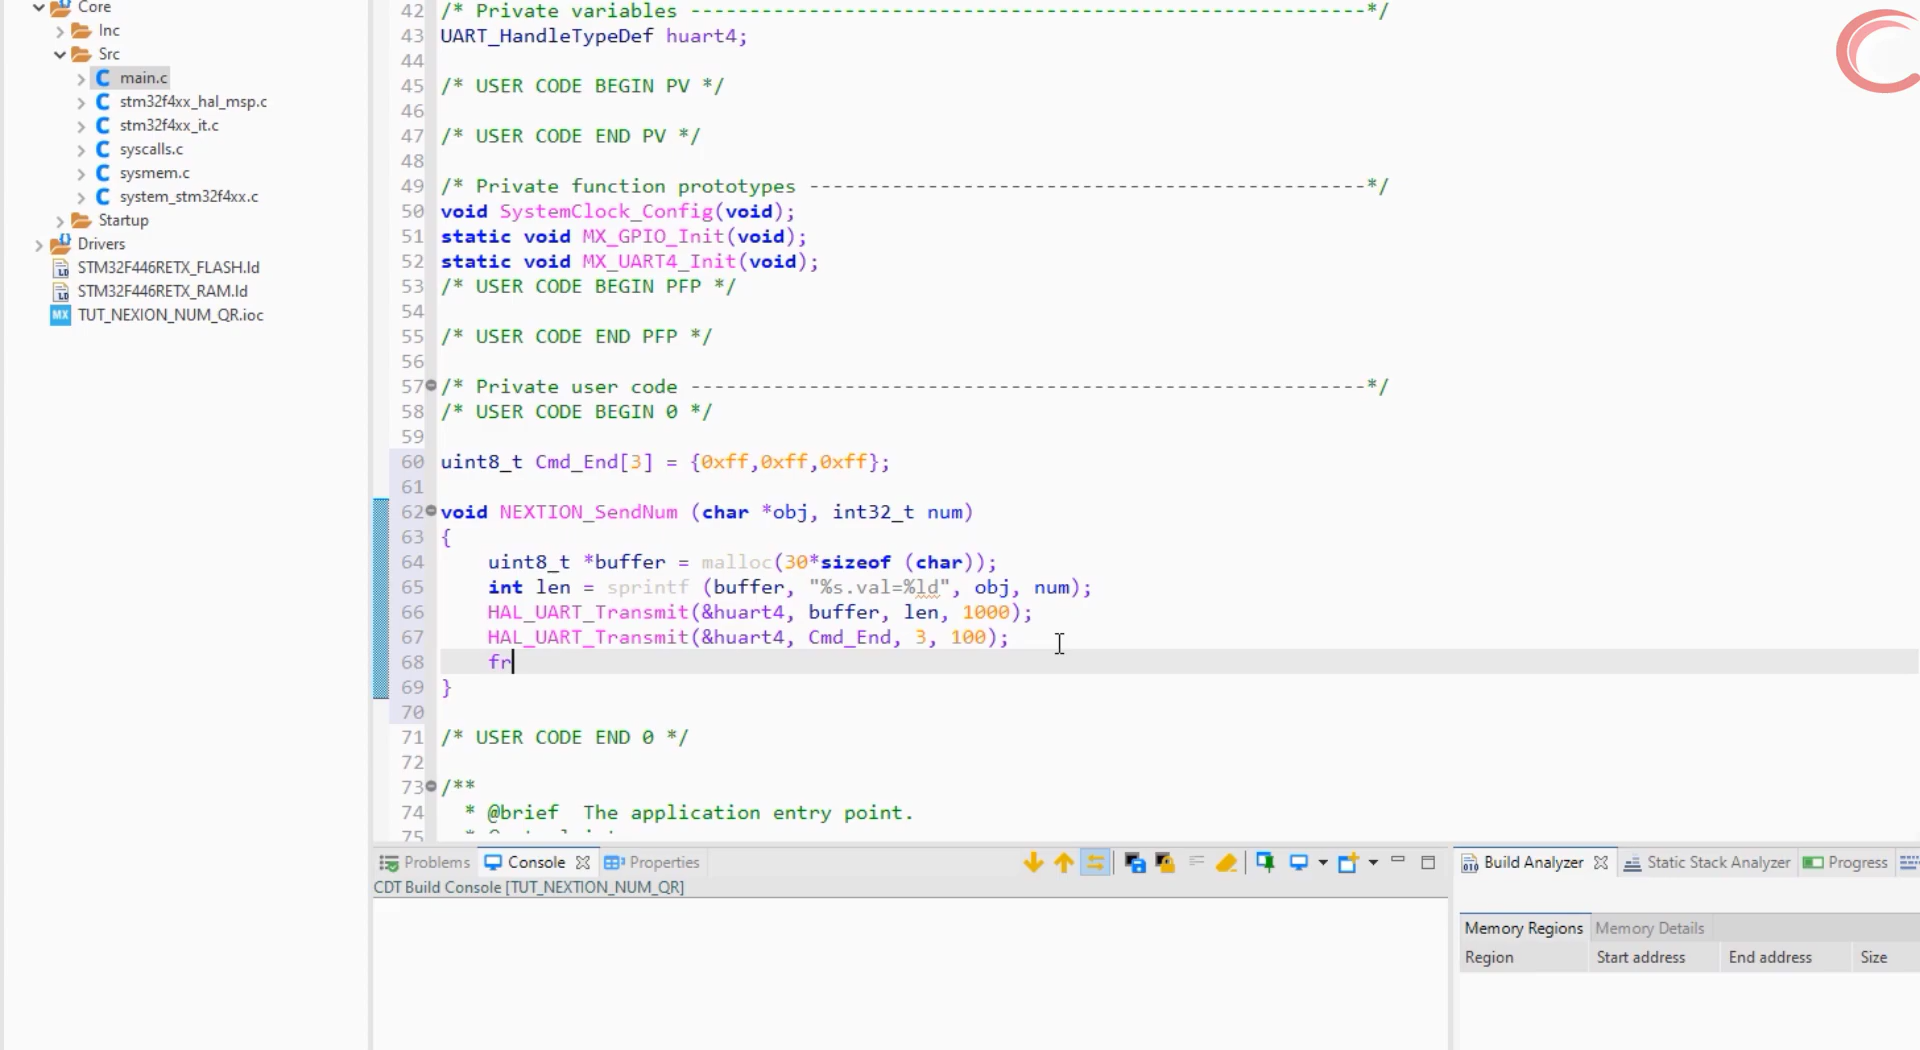 Core
Inc
Src
main.c
stm32f4xx_hal_msp.c
stm32f4xx_it.c
syscalls.c
sysmem.c
system_stm32f4xx.c
Startup
Drivers
STM32F446RETX_FLASH.ld
STM32F446RETX_RAM.ld
MX TUT_NEXION_NUM_QR.ioc
42 /* Private variables ---------------------------------------------------------*/
43 UART_HandleTypeDef huart4;
44
45 /* USER CODE BEGIN PV */
46
47 /* USER CODE END PV */
48
49 /* Private function prototypes -----------------------------------------------*/
50 void SystemClock_Config(void);
51 static void MX_GPIO_Init(void);
52 static void MX_UART4_Init(void);
53 /* USER CODE BEGIN PFP */
54
55 /* USER CODE END PFP */
56
57 /* Private user code ---------------------------------------------------------*/
58 /* USER CODE BEGIN 0 */
59
60 uint8_t Cmd_End[3] = {0xff,0xff,0xff};
61
62 void NEXTION_SendNum (char *obj, int32_t num)
63 {
64 uint8_t *buffer = malloc(30*sizeof (char));
65 int len = sprintf (buffer, "%s.val=%ld", obj, num);
66 HAL_UART_Transmit(&huart4, buffer, len, 1000);
67 HAL_UART_Transmit(&huart4, Cmd_End, 3, 100);
68 fr
69 }
70
71 /* USER CODE END 0 */
72
73 /**
74 * @brief The application entry point.
75
Problems Console Properties
CDT Build Console [TUT_NEXTION_NUM_QR]
Build Analyzer Static Stack Analyzer Progress
Memory Regions Memory Details
Region Start address End address Size